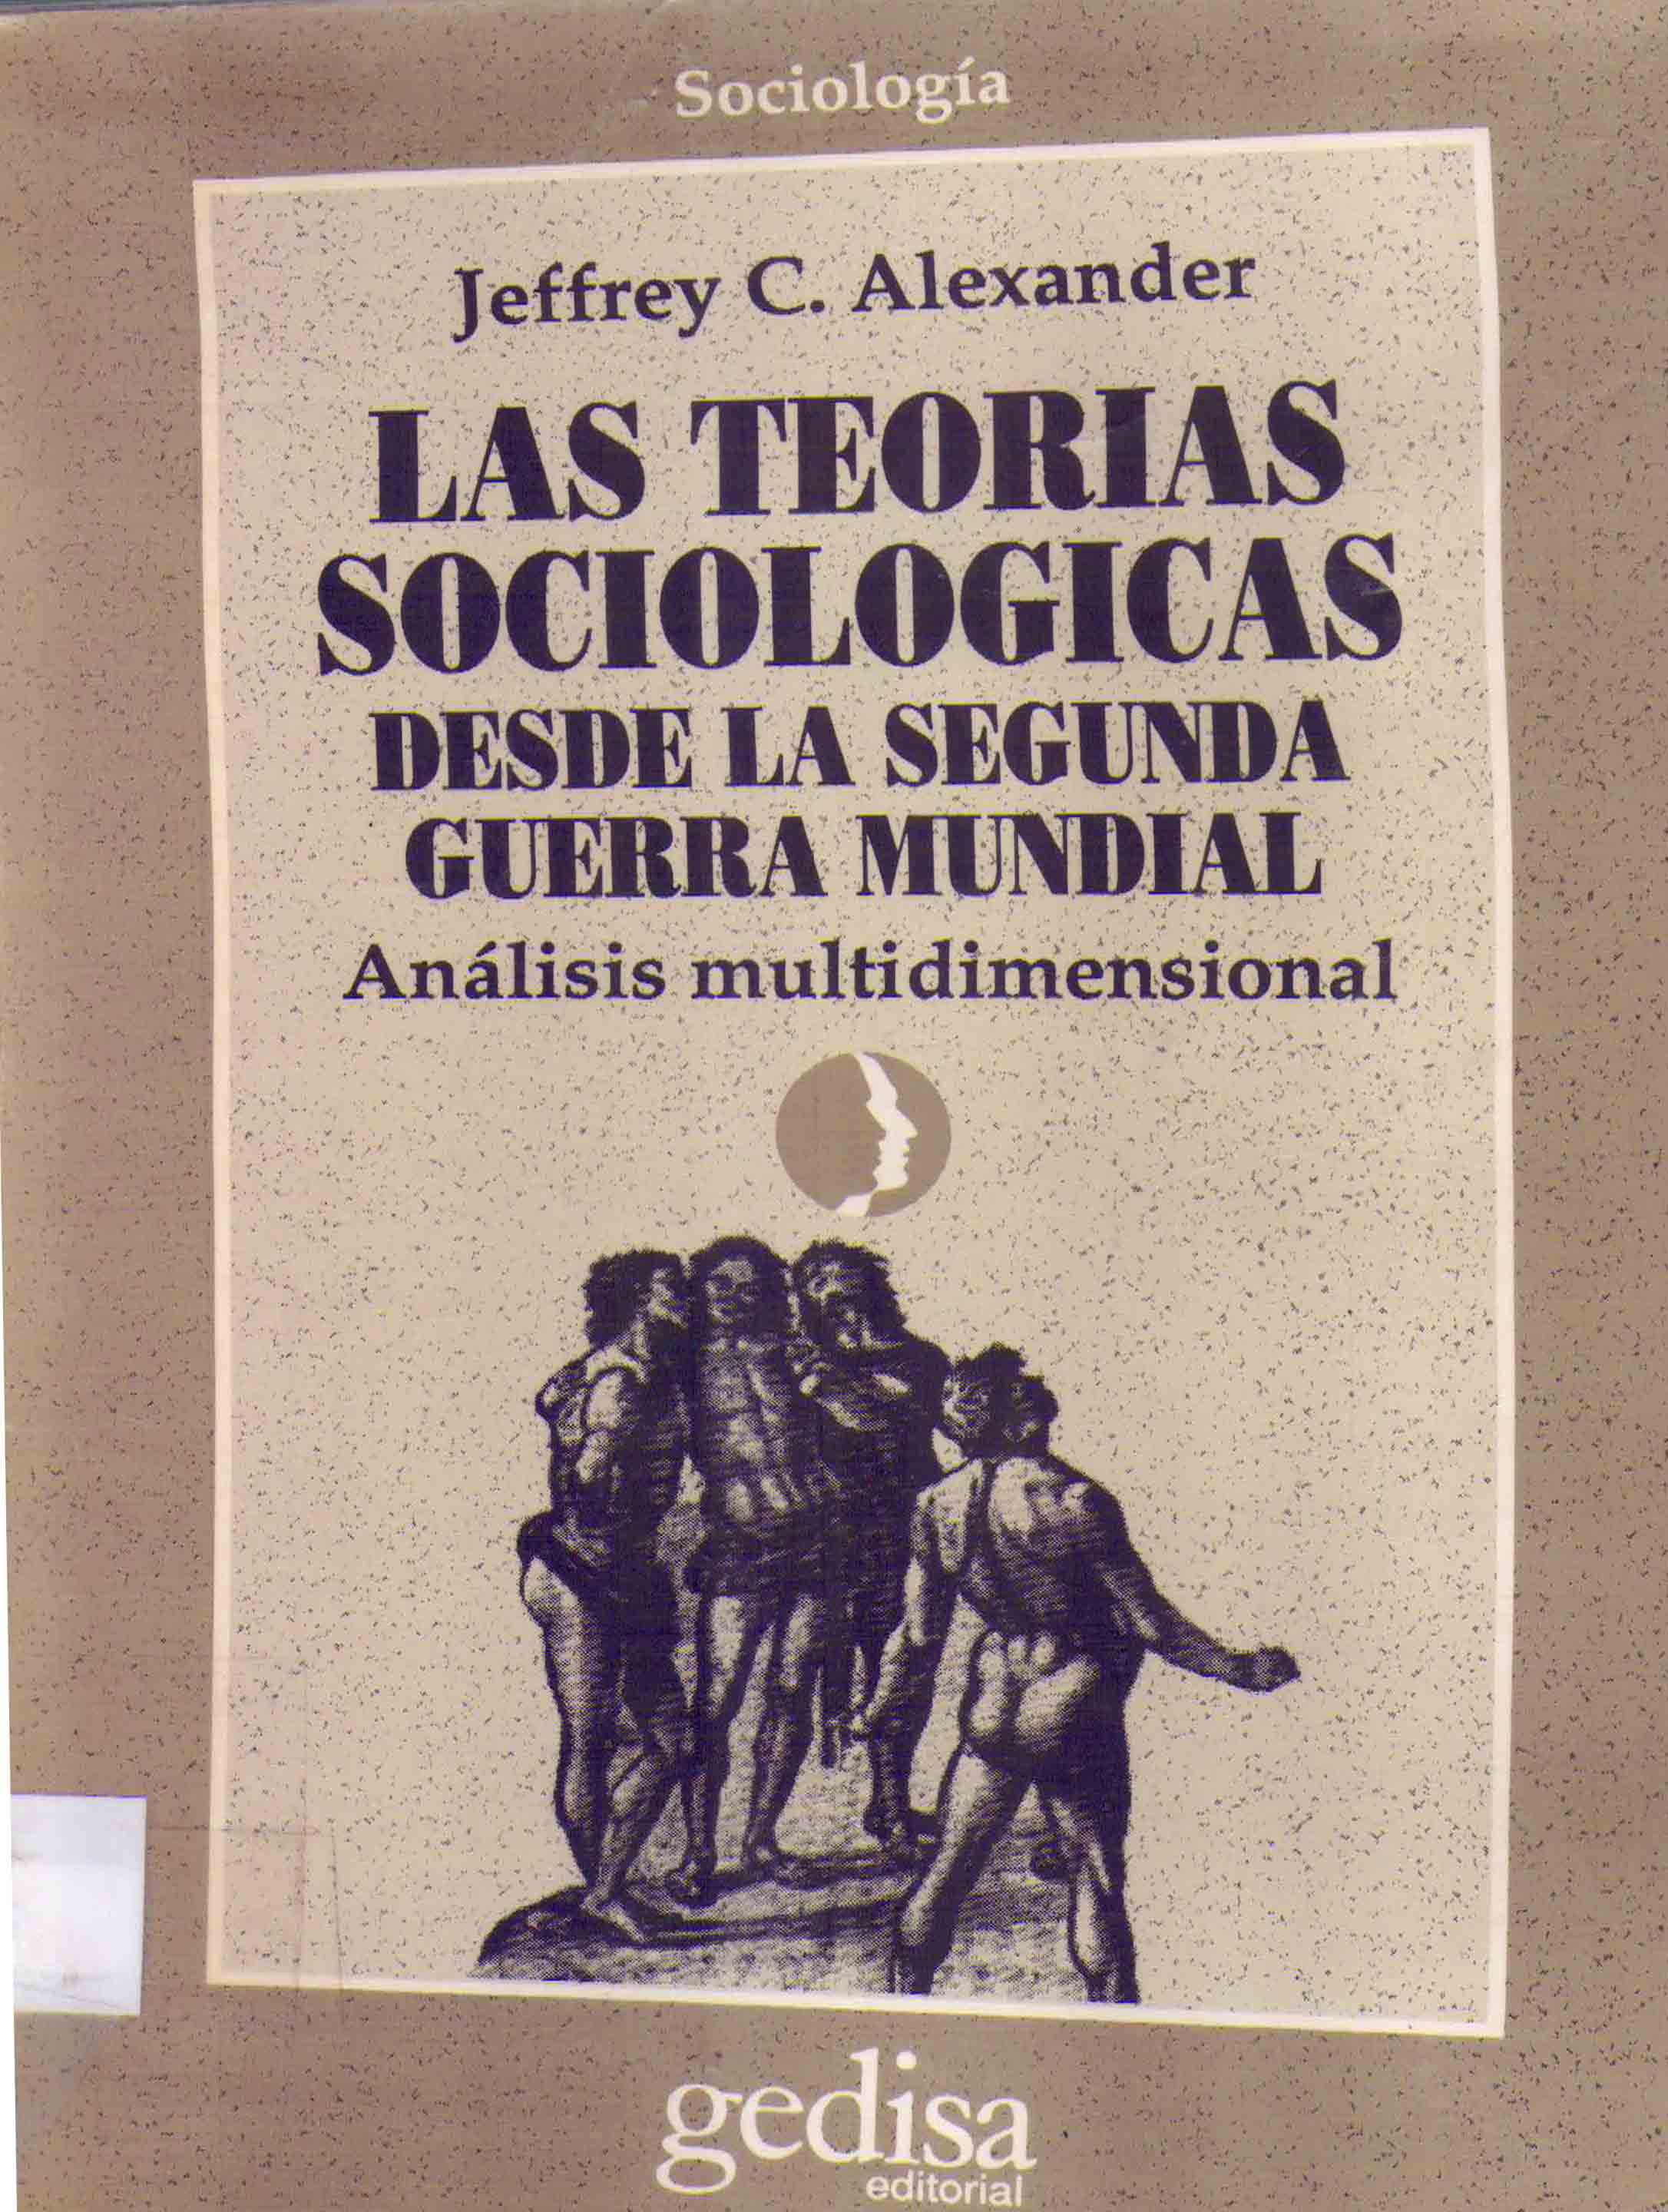 Sociología
Jeffrey C. Alexander
LAS TEORIAS
SOCIOLOGICAS
DESDE LA SEGUNDA
GUERRA MUNDIAL
Análisis multidimensional
gedisa
editorial